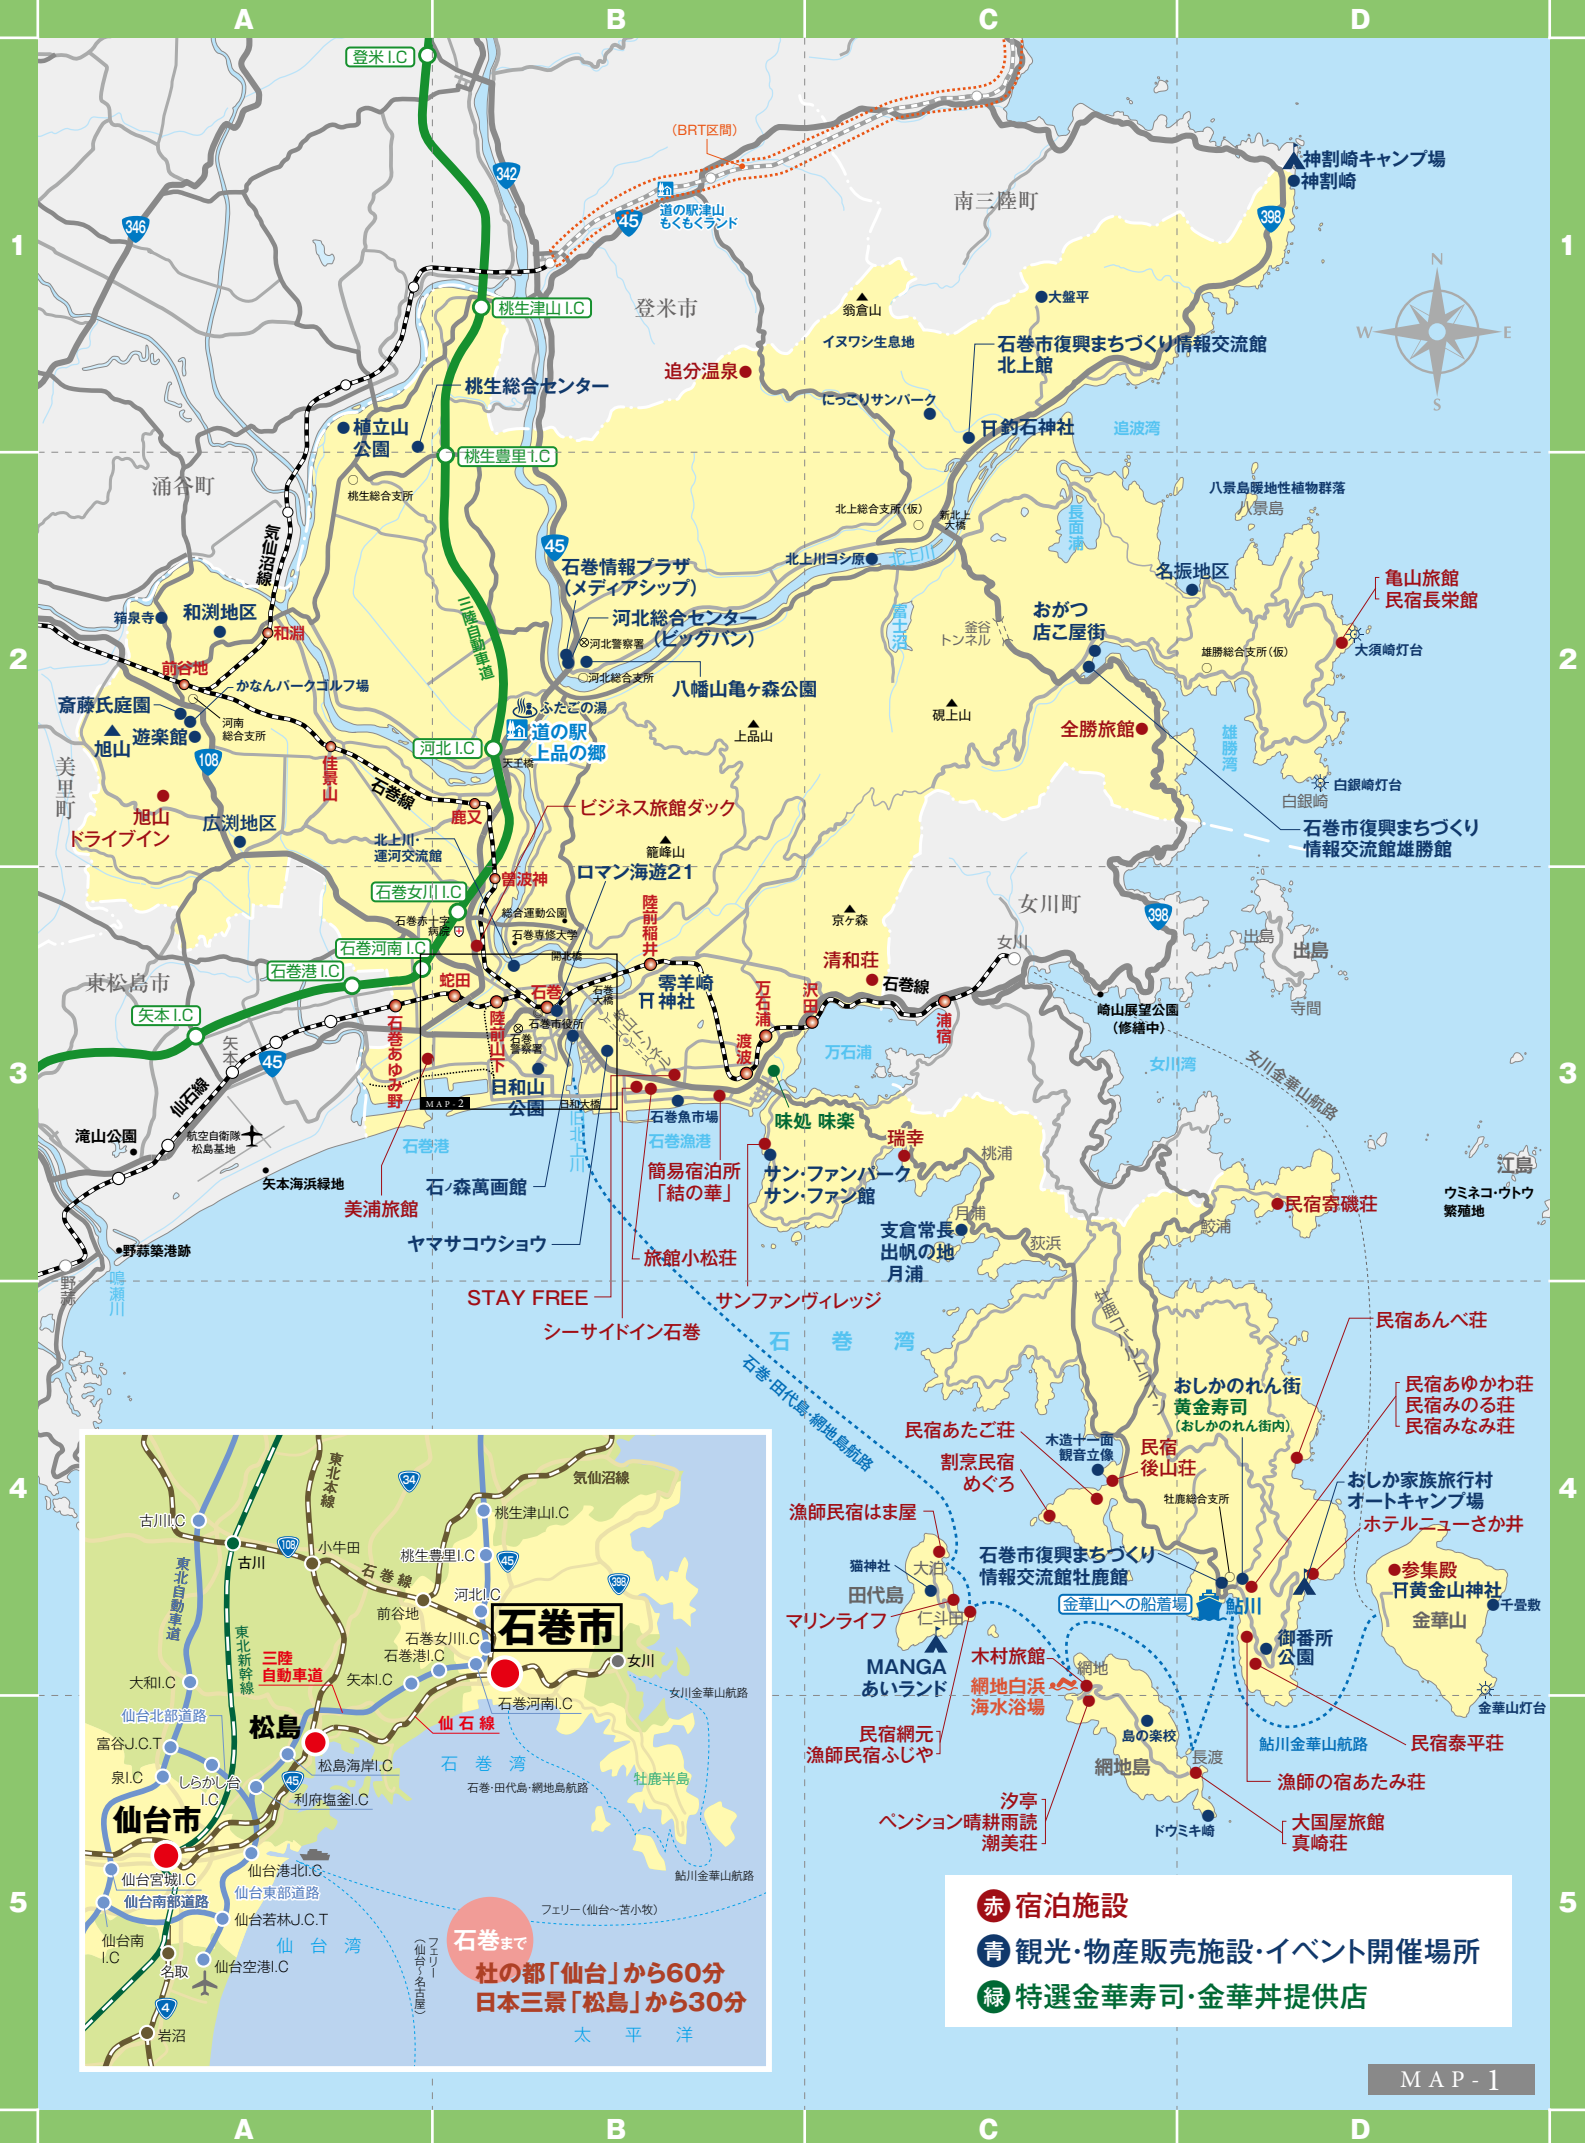 A
B
C
D
1
2
3
4
5
登米 I.C
(BRT区間)
342
346
45
道の駅津山
もくもくランド
南三陸町
神割崎キャンプ場
神割崎
398
N
W
E
S
桃生津山 I.C
登米市
翁倉山
大盤平
イヌワシ生息地
石巻市復興まちづくり情報交流館
北上館
追分温泉
桃生総合センター
にっこりサンパーク
釣石神社
追波湾
植立山
公園
桃生豊里 I.C
涌谷町
桃生総合支所
気仙沼線
八景島暖地性植物群落
八景島
北上総合支所(仮)
新北上
大橋
長面浦
45
石巻情報プラザ
(メディアシップ)
北上川ヨシ原
北上川
名振地区
亀山旅館
民宿長栄館
箱泉寺
和渕地区
和渕
三陸自動車道
河北総合センター
(ビッグバン)
河北警察署
河北総合支所
富士沼
釜谷
トンネル
おがつ
店こ屋街
雄勝総合支所(仮)
大須崎灯台
前谷地
かなんパークゴルフ場
斎藤氏庭園
河南
総合支所
遊楽館
旭山
108
八幡山亀ヶ森公園
ふたごの湯
道の駅
上品の郷
河北 I.C
天王橋
上品山
硯上山
全勝旅館
雄勝湾
美里町
佳景山
石巻線
旭山
ドライブイン
広渕地区
鹿又
ビジネス旅館ダック
白銀崎灯台
白銀崎
北上川・
運河交流館
籠峰山
石巻市復興まちづくり
情報交流館雄勝館
曽波神
ロマン海遊21
石巻女川 I.C
石巻赤十字
病院
総合運動公園
石巻専修大学
開北橋
陸前稲井
京ヶ森
女川町
398
出島
出島
石巻河南 I.C
石巻港 I.C
東松島市
蛇田
石巻
石巻
大橋
零羊崎
神社
清和荘
石巻線
女川
矢本 I.C
石巻あゆみ野
陸前山下
石巻市役所
石巻
警察署
万石浦
沢田
渡波
浦宿
崎山展望公園
(修繕中)
寺間
矢本
45
仙石線
万石浦
女川湾
女川金華山航路
日和山
公園
MAP-2
日和大橋
石巻魚市場
味処 味楽
滝山公園
航空自衛隊
松島基地
石巻港
旧北上川
石巻漁港
瑞幸
桃浦
矢本海浜緑地
石ノ森萬画館
簡易宿泊所
「結の華」
サン・ファンパーク
サン・ファン館
江島
ウミネコ・ウトウ
繁殖地
美浦旅館
民宿寄磯荘
月浦
鮫浦
支倉常長
出帆の地
月浦
荻浜
ヤマサコウショウ
旅館小松荘
野蒜築港跡
野蒜
鳴瀬川
STAY FREE
サンファンヴィレッジ
シーサイドイン石巻
石巻湾
石巻・田代島・網地島航路
民宿あんべ荘
おしかのれん街
黄金寿司
(おしかのれん街内)
民宿あゆかわ荘
民宿みのる荘
民宿みなみ荘
民宿あたご荘
木造十一面
観音立像
民宿
後山荘
割烹民宿
めぐろ
牡鹿総合支所
おしか家族旅行村
オートキャンプ場
ホテルニューさか井
漁師民宿はま屋
石巻市復興まちづくり
情報交流館牡鹿館
猫神社
大泊
田代島
参集殿
黄金山神社
千畳敷
金華山
金華山への船着場
鮎川
マリンライフ
仁斗田
御番所
公園
MANGA
あいランド
木村旅館
網地
網地白浜
海水浴場
金華山灯台
島の楽校
民宿網元
漁師民宿ふじや
網地島
長渡
鮎川金華山航路
民宿泰平荘
漁師の宿あたみ荘
汐亭
ペンション晴耕雨読
潮美荘
ドウミキ崎
大国屋旅館
真崎荘
赤 宿泊施設
青 観光・物産販売施設・イベント開催場所
緑 特選金華寿司・金華丼提供店
MAP-1
東北本線
34
気仙沼線
古川I.C
桃生津山I.C
108
小牛田
古川
石巻線
桃生豊里I.C
45
398
東北自動車道
前谷地
河北I.C
石巻市
東北新幹線
石巻女川I.C
石巻港I.C
女川
三陸
自動車道
矢本I.C
大和I.C
石巻河南I.C
女川金華山航路
仙台北部道路
松島
仙石線
富谷J.C.T
石巻湾
松島海岸I.C
泉I.C
しらかし台
I.C
45
石巻・田代島・網地島航路
牡鹿半島
利府塩釜I.C
仙台市
仙台港北I.C
鮎川金華山航路
仙台宮城I.C
仙台東部道路
仙台南部道路
フェリー(仙台〜苫小牧)
仙台若林J.C.T
仙台南
I.C
仙台湾
フェリー
(仙台〜名古屋)
石巻まで
仙台空港I.C
名取
杜の都「仙台」から60分
日本三景「松島」から30分
4
岩沼
太平洋